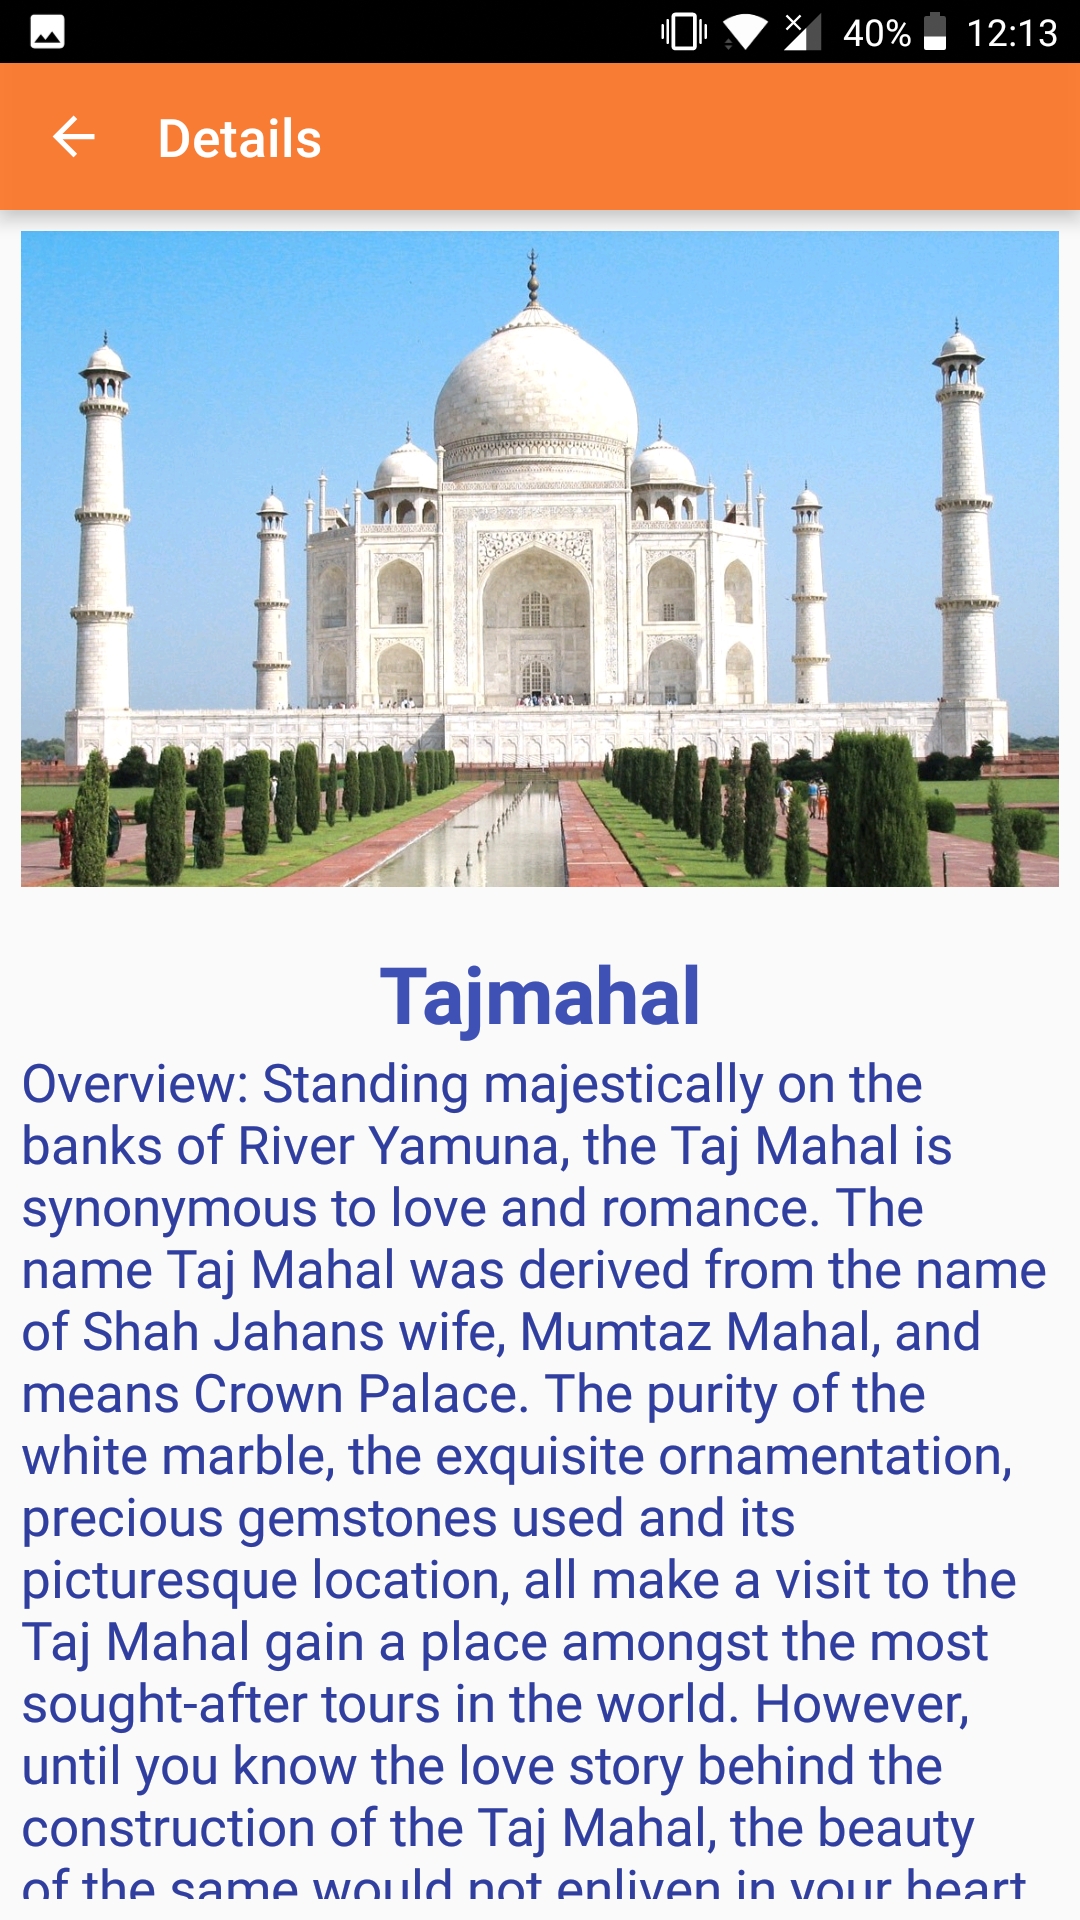 40% 12:13
Details
Tajmahal
Overview: Standing majestically on the
banks of River Yamuna, the Taj Mahal is
synonymous to love and romance. The
name Taj Mahal was derived from the name
of Shah Jahans wife, Mumtaz Mahal, and
means Crown Palace. The purity of the
white marble, the exquisite ornamentation,
precious gemstones used and its
picturesque location, all make a visit to the
Taj Mahal gain a place amongst the most
sought-after tours in the world. However,
until you know the love story behind the
construction of the Taj Mahal, the beauty
of the same would not enliven in your heart